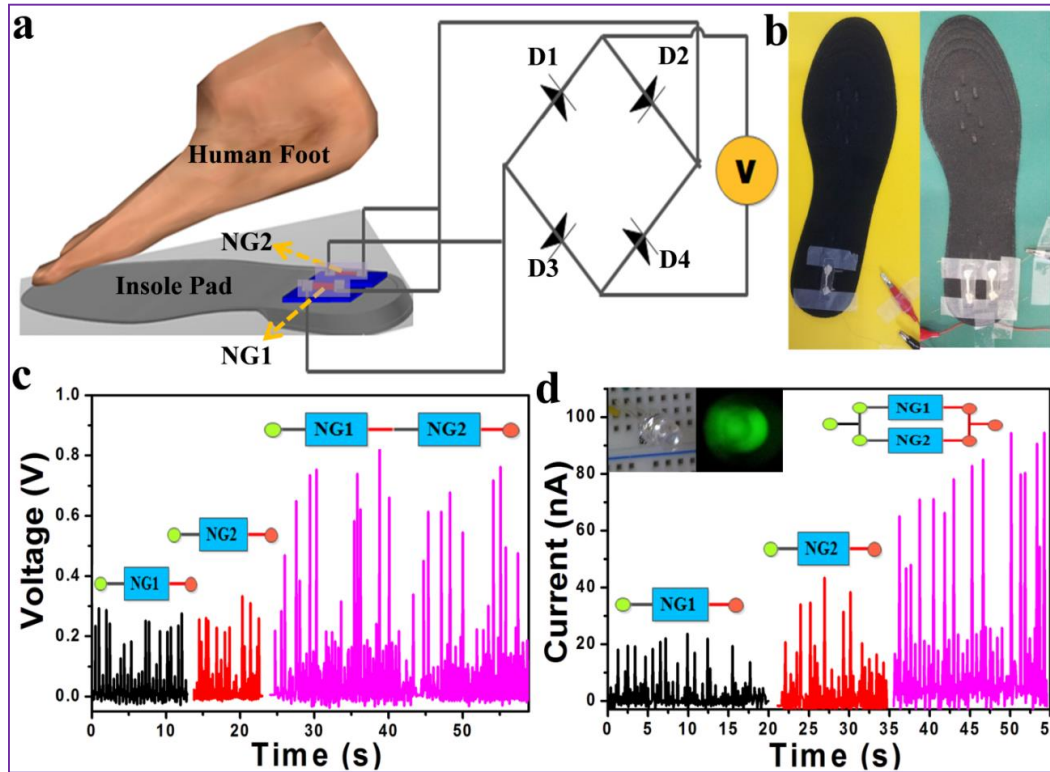 a
Human Foot
NG2
Insole Pad
NG1
D1
D2
D3
D4
V
b
c
Voltage (V)
1.0
0.8
0.6
0.4
0.2
0.0
NG1
NG2
NG1
NG2
0
10
20
30
40
50
Time (s)
d
Current (nA)
100
80
60
40
20
0
NG1
NG2
NG1
NG2
0
5
10
15
20
25
30
35
40
45
50
Time (s)